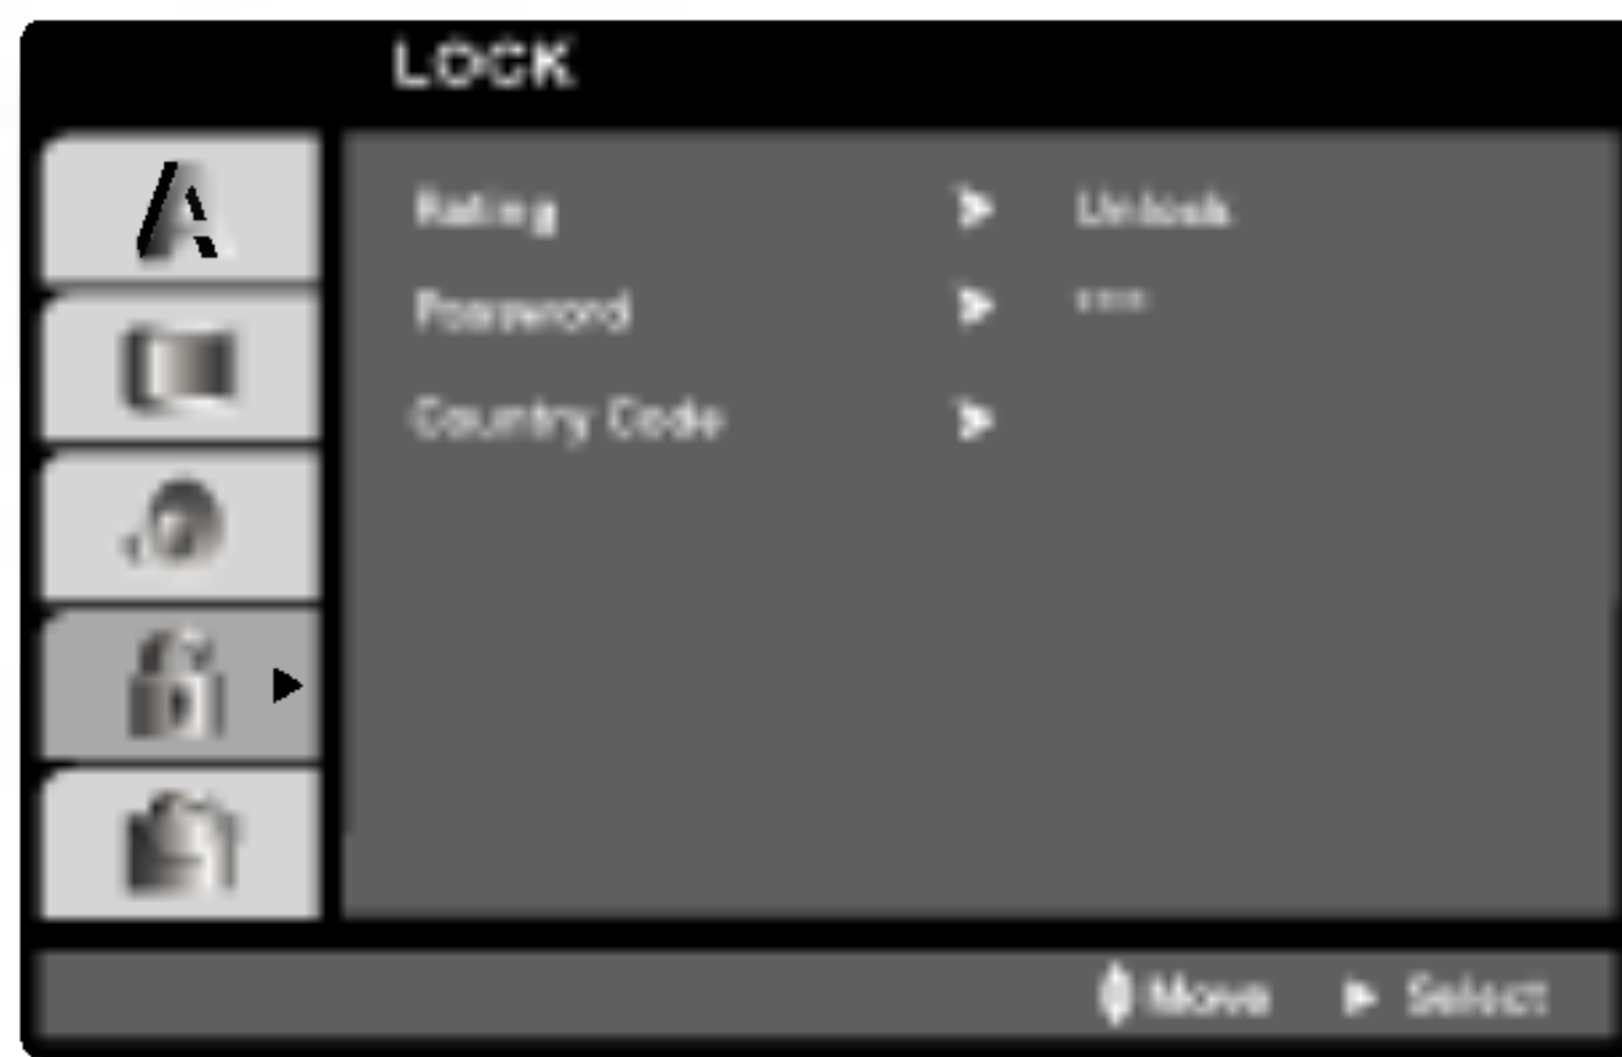 LOCK
A
Rating Unlock
Password ****
Country Code
Move Select